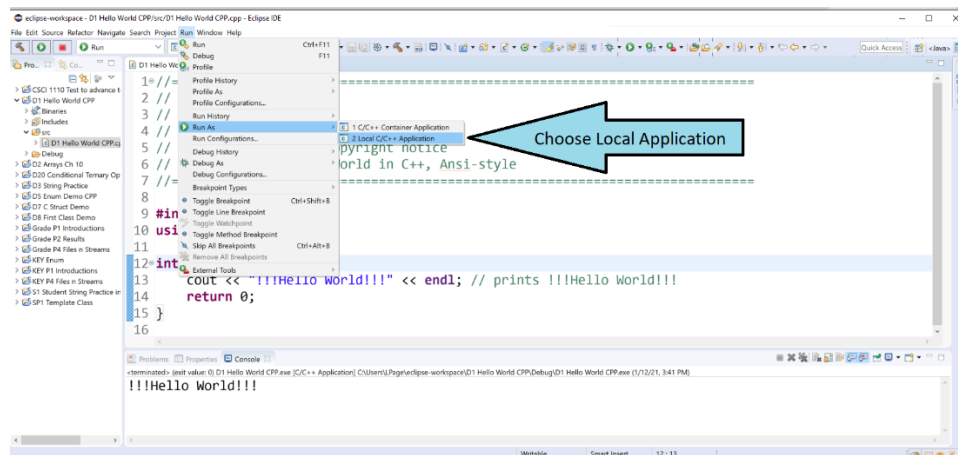 eclipse-workspace - D1 Hello World CPP/src/D1 Hello World CPP.cpp - Eclipse IDE
File Edit Source Refactor Navigate Search Project Run Window Help
Run
Quick Access
<Java>
Pro...
Co...
D1 Hello Wo
CSCI 1110 Test to advance t
D1 Hello World CPP
Binaries
Includes
src
D1 Hello World CPP.cp
Debug
D2 Arrays Ch 10
D20 Conditional Ternary Op
D3 String Practice
D5 Enum Demo CPP
D7 C Struct Demo
D8 First Class Demo
Grade P1 Introductions
Grade P2 Results
Grade P4 Files n Streams
KEY Enum
KEY P1 Introductions
KEY P4 Files n Streams
S1 Student String Practice in
SP1 Template Class
Run Ctrl+F11
Debug F11
Profile
Profile History
Profile As
Profile Configurations...
Run History
Run As
Run Configurations...
Debug History
Debug As
Debug Configurations...
Breakpoint Types
Toggle Breakpoint Ctrl+Shift+B
Toggle Line Breakpoint
Toggle Watchpoint
Toggle Method Breakpoint
Skip All Breakpoints Ctrl+Alt+B
Remove All Breakpoints
External Tools
1 C/C++ Container Application
2 Local C/C++ Application
Choose Local Application
1 //=
2 //
3 //
4 //
5 // pyright notice
6 // orld in C++, Ansi-style
7 //=
8
9 #in
10 usi
11
12 int
13 cout << "!!!Hello World!!!" << endl; // prints !!!Hello World!!!
14 return 0;
15 }
16
Problems Properties Console
<terminated> (exit value: 0) D1 Hello World CPP.exe [C/C++ Application] C:\Users\LPage\eclipse-workspace\D1 Hello World CPP\Debug\D1 Hello World CPP.exe (1/12/21, 3:41 PM)
!!!Hello World!!!
Writable Smart Insert 12 : 13